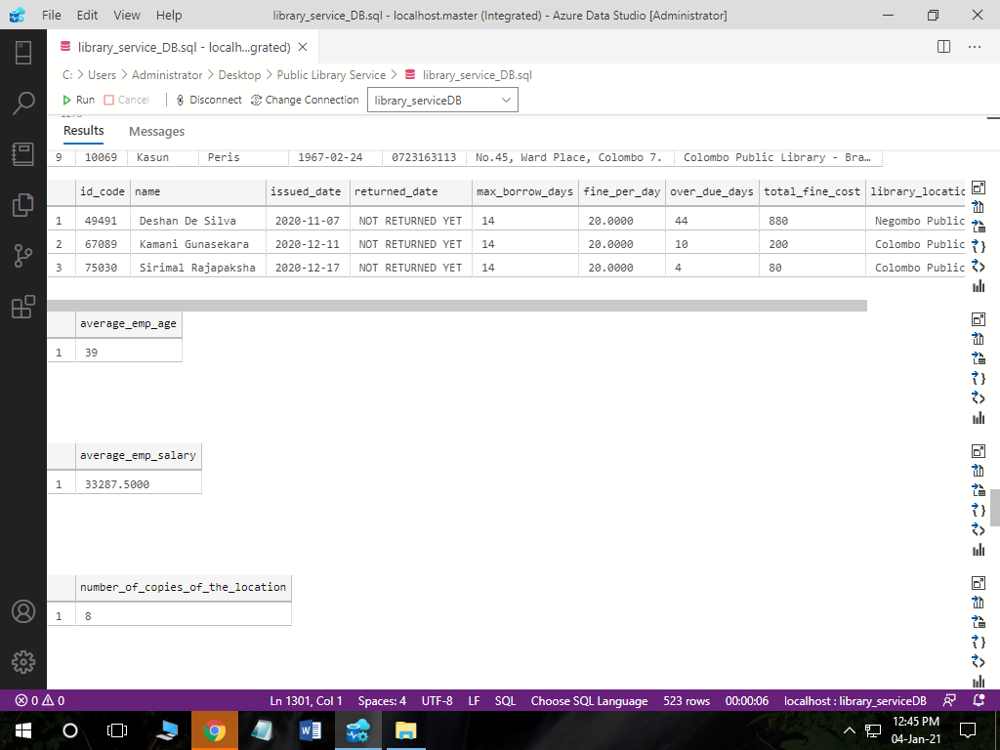 File Edit View Help library_service_DB.sql - localhost.master (Integrated) - Azure Data Studio [Administrator]
library_service_DB.sql - localh...grated)
C: > Users > Administrator > Desktop > Public Library Service > library_service_DB.sql
Run Cancel Disconnect Change Connection library_serviceDB
Results Messages
9 10069 Kasun Peris 1967-02-24 0723163113 No.45, Ward Place, Colombo 7. Colombo Public Library - Bra...
id_code name issued_date returned_date max_borrow_days fine_per_day over_due_days total_fine_cost library_locatic
1 49491 Deshan De Silva 2020-11-07 NOT RETURNED YET 14 20.0000 44 880 Negombo Public
2 67089 Kamani Gunasekara 2020-12-11 NOT RETURNED YET 14 20.0000 10 200 Colombo Public
3 75030 Sirimal Rajapaksha 2020-12-17 NOT RETURNED YET 14 20.0000 4 80 Colombo Public
average_emp_age
1 39
average_emp_salary
1 33287.5000
number_of_copies_of_the_location
1 8
0 0 Ln 1301, Col 1 Spaces: 4 UTF-8 LF SQL Choose SQL Language 523 rows 00:00:06 localhost : library_serviceDB
12:45 PM
04-Jan-21